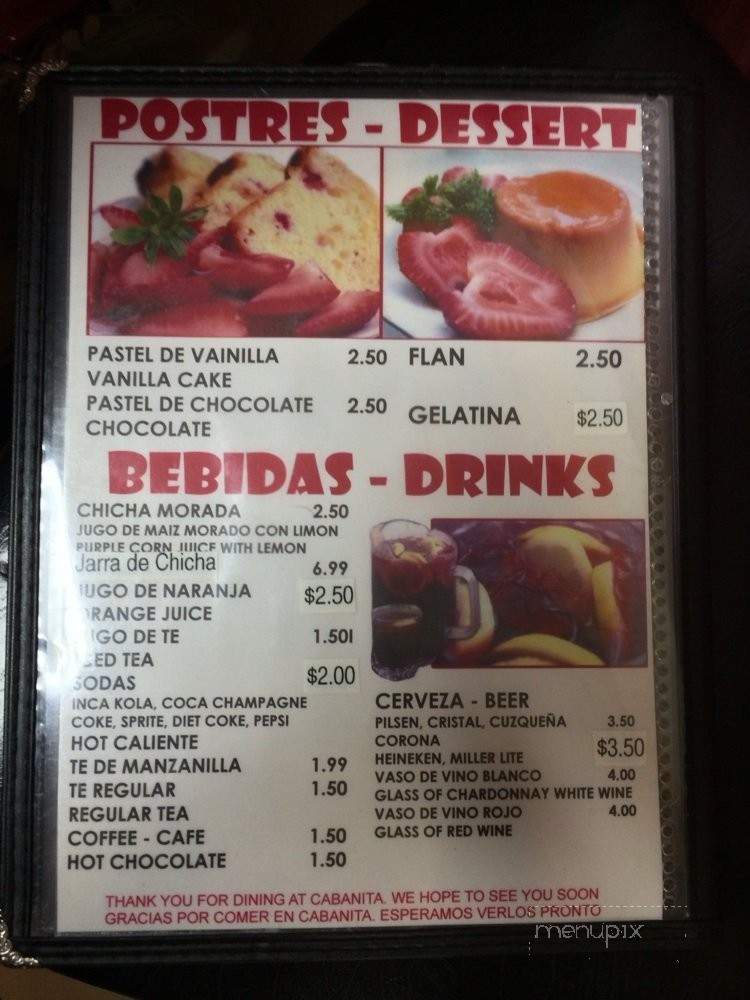 POSTRES - DESSERT
PASTEL DE VAINILLA 2.50
VANILLA CAKE
PASTEL DE CHOCOLATE 2.50
CHOCOLATE
FLAN 2.50
GELATINA $2.50
BEBIDAS - DRINKS
CHICHA MORADA 2.50
JUGO DE MAIZ MORADO CON LIMON
PURPLE CORN JUICE WITH LEMON
Jarra de Chicha 6.99
JUGO DE NARANJA $2.50
ORANGE JUICE
JUGO DE TE 1.50l
ICED TEA
SODAS $2.00
INCA KOLA, COCA CHAMPAGNE
COKE, SPRITE, DIET COKE, PEPSI
HOT CALIENTE
TE DE MANZANILLA 1.99
TE REGULAR 1.50
REGULAR TEA
COFFEE - CAFE 1.50
HOT CHOCOLATE 1.50
CERVEZA - BEER
PILSEN, CRISTAL, CUZQUEÑA 3.50
CORONA $3.50
HEINEKEN, MILLER LITE
VASO DE VINO BLANCO 4.00
GLASS OF CHARDONNAY WHITE WINE
VASO DE VINO ROJO 4.00
GLASS OF RED WINE
THANK YOU FOR DINING AT CABANITA. WE HOPE TO SEE YOU SOON
GRACIAS POR COMER EN CABANITA. ESPERAMOS VERLOS PRONTO
menupix